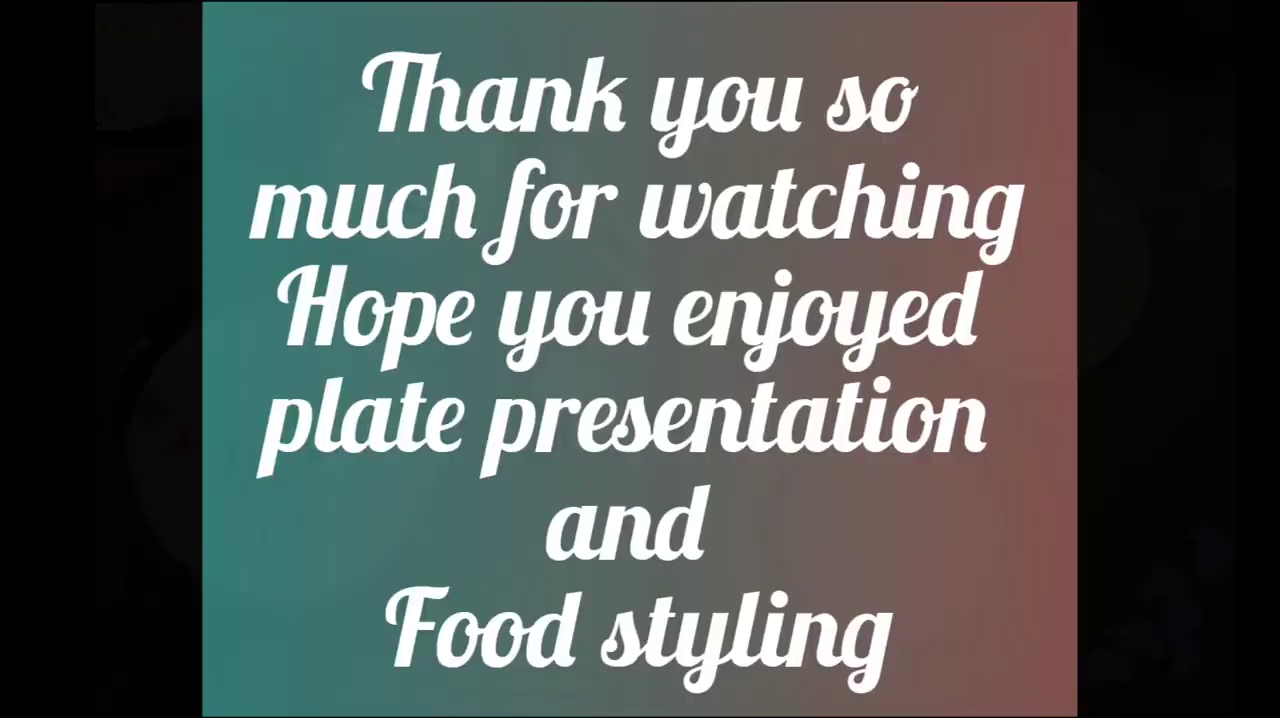 Thank you so
much for watching
Hope you enjoyed
plate presentation
and
Food styling